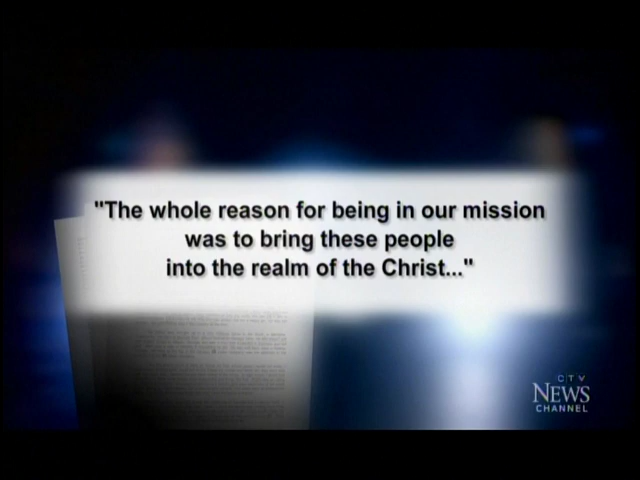 "The whole reason for being in our mission
was to bring these people
into the realm of the Christ..."
CTV
NEWS
CHANNEL